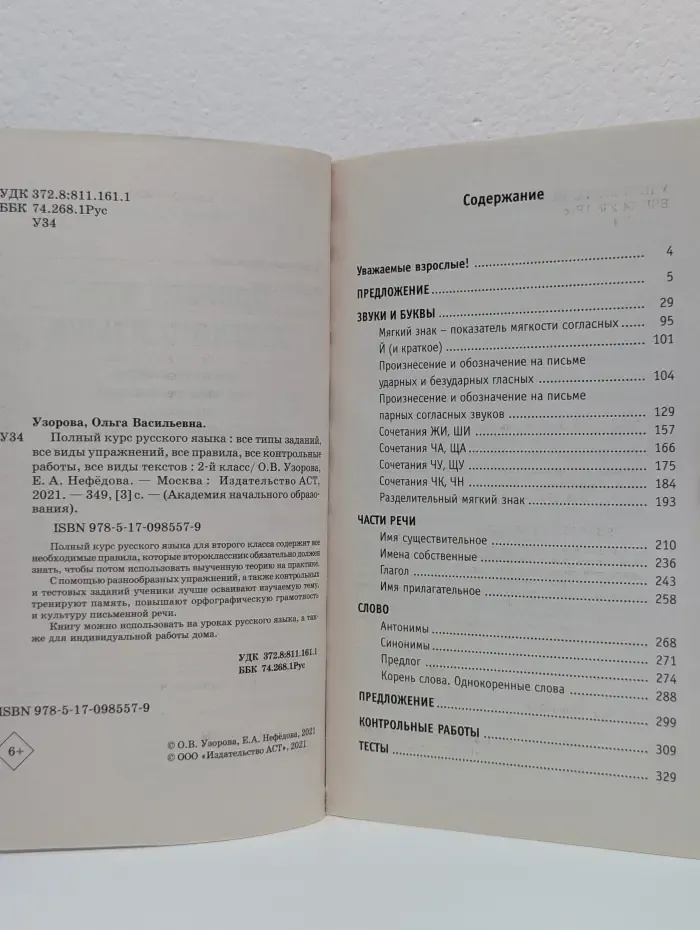 УДК 372.8:811.161.1
ББК 74.268.1Рус
У34
Узорова, Ольга Васильевна.
У34 Полный курс русского языка : все типы заданий,
все виды упражнений, все правила, все контрольные
работы, все виды текстов : 2-й класс/ О.В. Узорова,
Е. А. Нефёдова. — Москва : Издательство АСТ,
2021. — 349, [3] с. — (Академия начального образо-
вания).
ISBN 978-5-17-098557-9
Полный курс русского языка для второго класса содержит все
необходимые правила, которые второклассник обязательно должен
знать, чтобы потом использовать выученную теорию на практике.
С помощью разнообразных упражнений, а также контрольных
и тестовых заданий ученики лучше осваивают изучаемую тему,
тренируют память, повышают орфографическую грамотность
и культуру письменной речи.
Книгу можно использовать на уроках русского языка, а так-
же для индивидуальной работы дома.
УДК 372.8:811.161.1
ББК 74.268.1Рус
ISBN 978-5-17-098557-9
6+
© О.В. Узорова, Е.А. Нефёдова, 2021
© ООО «Издательство АСТ», 2021
Содержание
Уважаемые взрослые! 4
ПРЕДЛОЖЕНИЕ 5
ЗВУКИ И БУКВЫ 29
Мягкий знак – показатель мягкости согласных 95
Й (и краткое) 101
Произнесение и обозначение на письме
ударных и безударных гласных 104
Произнесение и обозначение на письме
парных согласных звуков 129
Сочетания ЖИ, ШИ 157
Сочетания ЧА, ЩА 166
Сочетания ЧУ, ЩУ 175
Сочетания ЧК, ЧН 184
Разделительный мягкий знак 193
ЧАСТИ РЕЧИ
Имя существительное 210
Имена собственные 236
Глагол 243
Имя прилагательное 258
СЛОВО
Антонимы 268
Синонимы 271
Предлог 274
Корень слова. Однокоренные слова 288
ПРЕДЛОЖЕНИЕ 299
КОНТРОЛЬНЫЕ РАБОТЫ 309
ТЕСТЫ 329